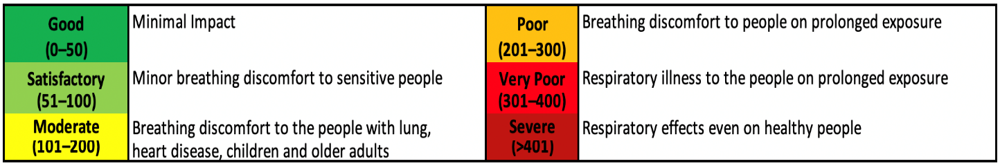 Good
(0–50)
Minimal Impact
Satisfactory
(51–100)
Minor breathing discomfort to sensitive people
Moderate
(101–200)
Breathing discomfort to the people with lung,
heart disease, children and older adults
Poor
(201–300)
Breathing discomfort to people on prolonged exposure
Very Poor
(301–400)
Respiratory illness to the people on prolonged exposure
Severe
(>401)
Respiratory effects even on healthy people